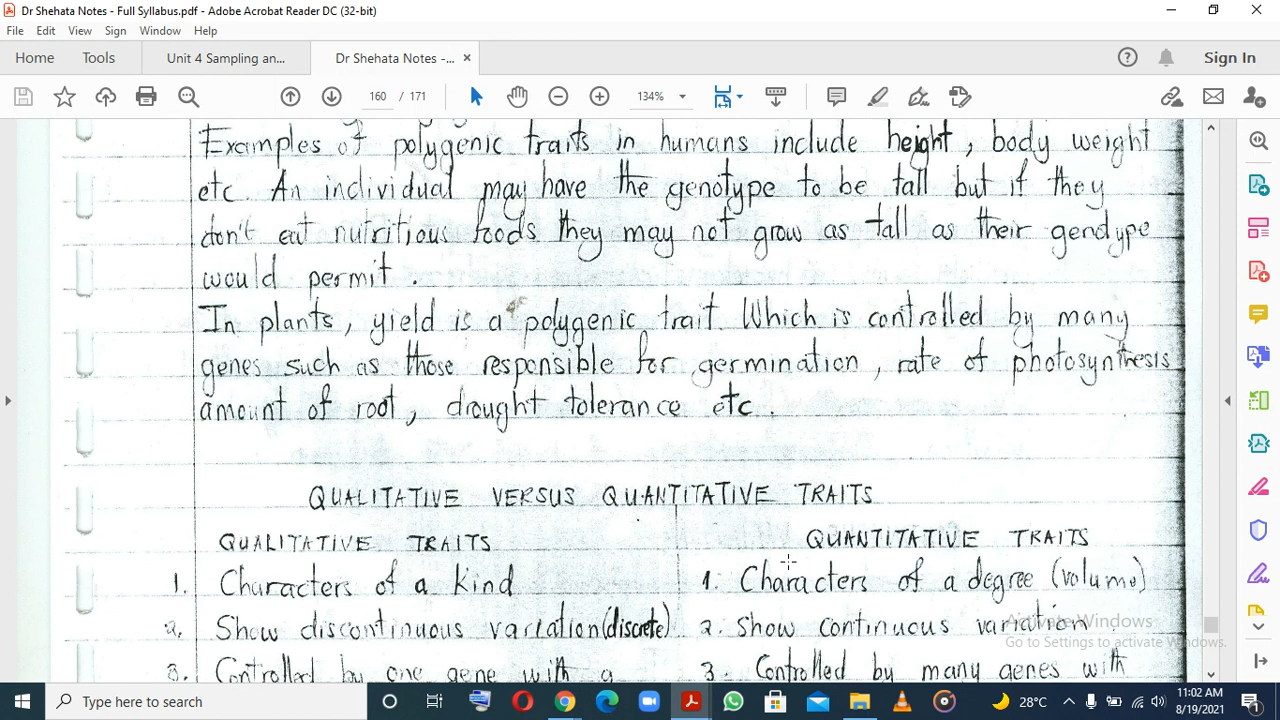 Dr Shehata Notes - Full Syllabus.pdf - Adobe Acrobat Reader DC (32-bit)
File Edit View Sign Window Help
Home Tools Unit 4 Sampling an... Dr Shehata Notes -... ×
Sign In
160 / 171 134%
Examples of polygenic traits in humans include height, body weight
etc. An individual may have the genotype to be tall but if they
don't eat nutritious foods they may not grow as tall as their genotype
would permit.
In plants, yield is a polygenic trait. Which is controlled by many
genes such as those responsible for germination, rate of photosynthesis
amount of root, drought tolerance etc.
QUALITATIVE VERSUS QUANTITATIVE TRAITS
QUALITATIVE TRAITS QUANTITATIVE TRAITS
1. Characters of a kind 1. Characters of a degree (volume)
2. Show discontinuous variation (discrete) 2. Show continuous variation
3. Controlled by one gene with a 3. Controlled by many genes with
Activate Windows
Go to Settings to activate Windows.
Type here to search
28°C
11:02 AM
8/19/2021